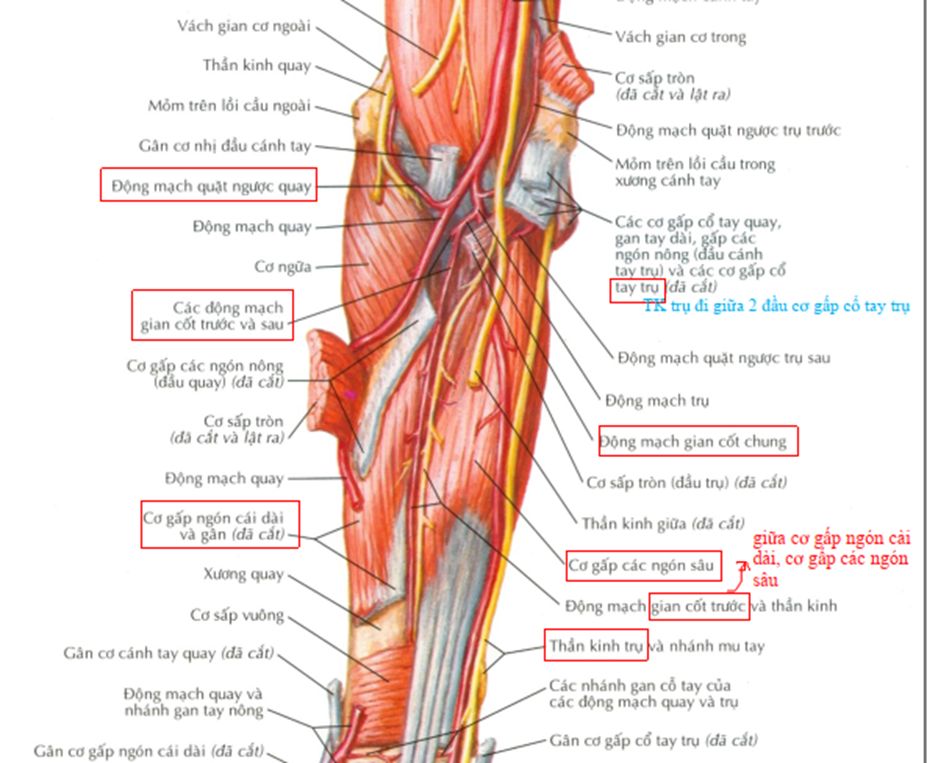 Vách gian cơ ngoài
Thần kinh quay
Mỏm trên lồi cầu ngoài
Gân cơ nhị đầu cánh tay
Động mạch quặt ngược quay
Động mạch quay
Cơ ngửa
Các động mạch
gian cốt trước và sau
Cơ gấp các ngón nông
(đầu quay) (đã cắt)
Cơ sấp tròn
(đã cắt và lật ra)
Động mạch quay
Cơ gấp ngón cái dài
và gân (đã cắt)
Xương quay
Cơ sấp vuông
Gân cơ cánh tay quay (đã cắt)
Động mạch quay và
nhánh gan tay nông
Gân cơ gấp ngón cái dài (đã cắt)
Vách gian cơ trong
Cơ sấp tròn
(đã cắt và lật ra)
Động mạch quặt ngược trụ trước
Mỏm trên lồi cầu trong
xương cánh tay
Các cơ gấp cổ tay quay,
gan tay dài, gấp các
ngón nông (đầu cánh
tay trụ) và các cơ gấp cổ
tay trụ (đã cắt)
TK trụ đi giữa 2 đầu cơ gấp cổ tay trụ
Động mạch quặt ngược trụ sau
Động mạch trụ
Động mạch gian cốt chung
Cơ sấp tròn (đầu trụ) (đã cắt)
Thần kinh giữa (đã cắt)
giữa cơ gấp ngón cái
dài, cơ gấp các ngón
sâu
Cơ gấp các ngón sâu
Động mạch gian cốt trước và thần kinh
Thần kinh trụ và nhánh mu tay
Các nhánh gan cổ tay của
các động mạch quay và trụ
Gân cơ gấp cổ tay trụ (đã cắt)